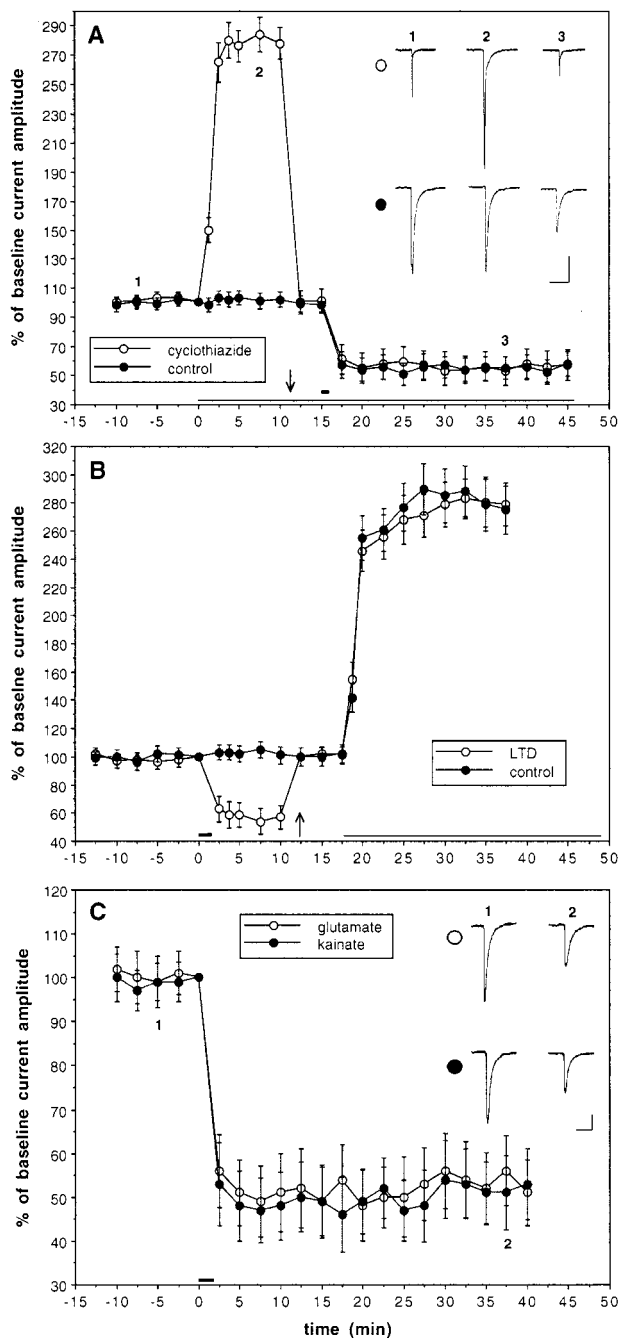 A
% of baseline current amplitude
290
270
250
230
210
190
170
150
130
110
90
70
50
30
1
2
3
1 2 3
cyclothiazide
control
-15 -10 -5 0 5 10 15 20 25 30 35 40 45 50
B
% of baselne current amplitude
320
300
280
260
240
220
200
180
160
140
120
100
80
60
40
LTD
control
-15 -10 -5 0 5 10 15 20 25 30 35 40 45 50
C
% of baseline current amplitude
120
110
100
90
80
70
60
50
40
30
glutamate
kainate
1
2
1 2
-15 -10 -5 0 5 10 15 20 25 30 35 40 45 50
time (min)